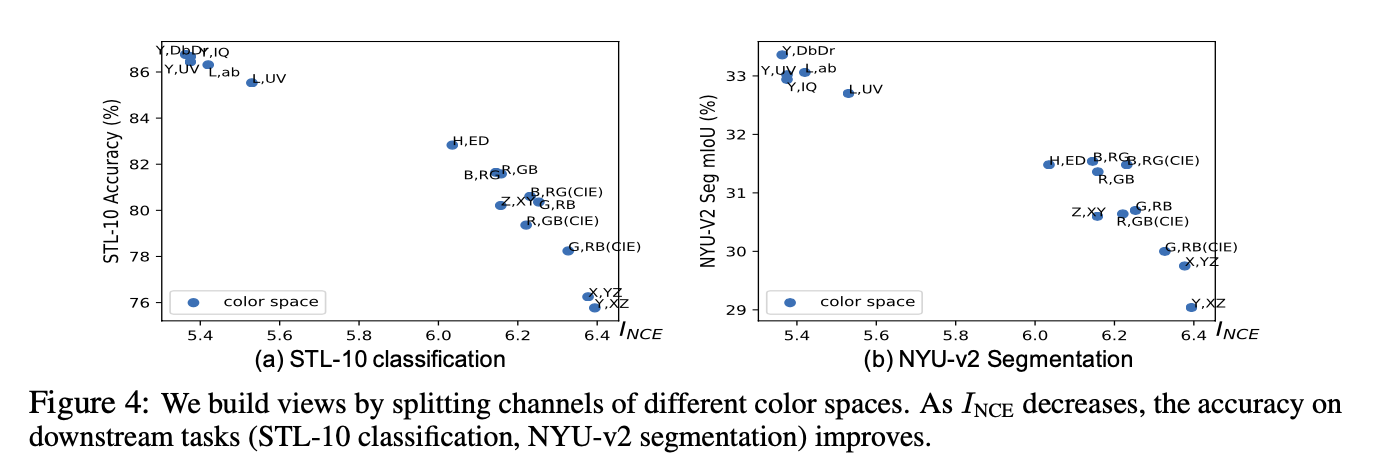 STL-10 Accuracy (%)
86
84
82
80
78
76
Y,DbDr
Y,IQ
Y,UV
L,ab
L,UV
H,ED
R,GB
B,RG
B,RG(CIE)
Z,XY
G,RB
R,GB(CIE)
G,RB(CIE)
X,YZ
Y,XZ
color space
5.4 5.6 5.8 6.0 6.2 6.4 I_NCE
(a) STL-10 classification
NYU-V2 Seg mIoU (%)
33
32
31
30
29
Y,DbDr
Y,UV
L,ab
Y,IQ
L,UV
H,ED
B,RG
B,RG(CIE)
R,GB
Z,XY
G,RB
R,GB(CIE)
G,RB(CIE)
X,YZ
Y,XZ
color space
5.4 5.6 5.8 6.0 6.2 6.4 I_NCE
(b) NYU-v2 Segmentation
Figure 4: We build views by splitting channels of different color spaces. As I_NCE decreases, the accuracy on
downstream tasks (STL-10 classification, NYU-v2 segmentation) improves.